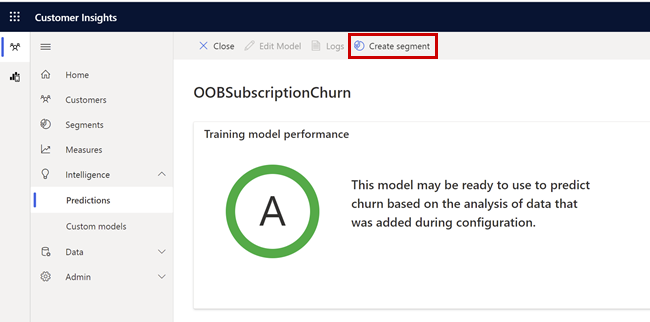 Customer Insights
Close Edit Model Logs Create segment
Home
Customers
Segments
Measures
Intelligence
Predictions
Custom models
Data
Admin
OOBSubscriptionChurn
Training model performance
A
This model may be ready to use to predict
churn based on the analysis of data that
was added during configuration.